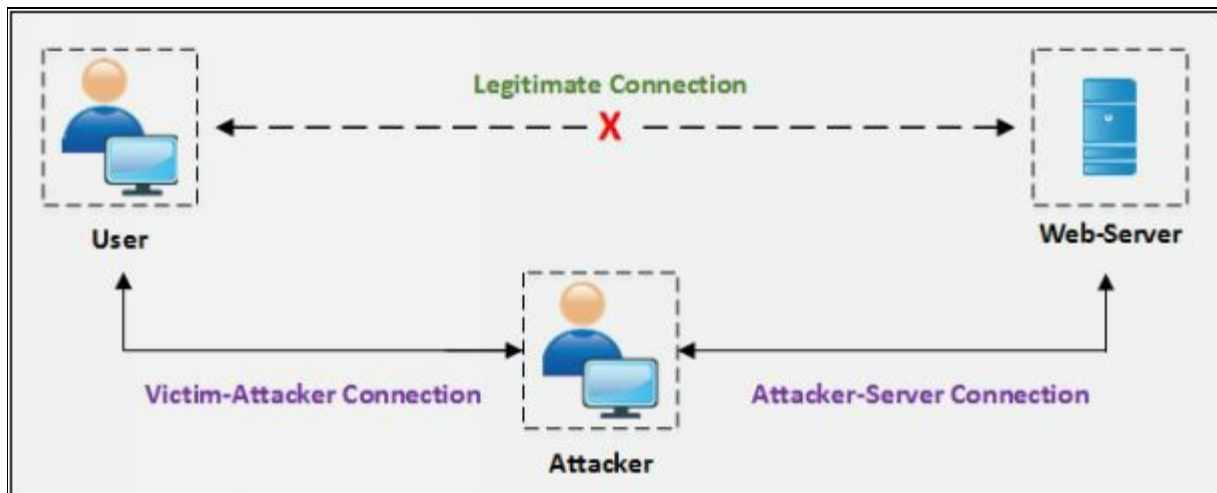 Legitimate Connection
X
User
Web-Server
Victim-Attacker Connection
Attacker-Server Connection
Attacker